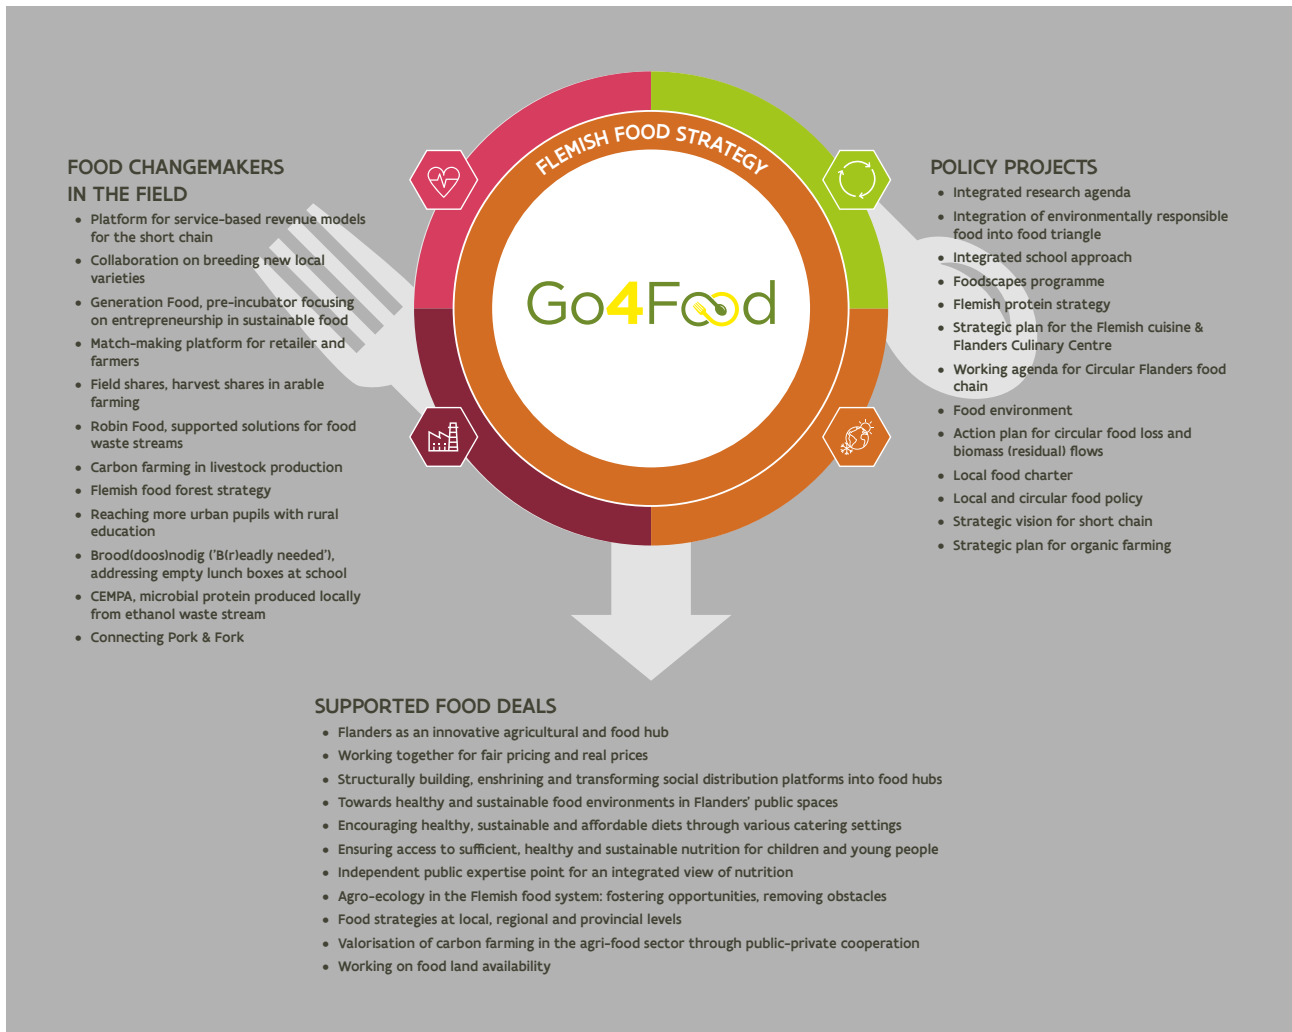 FLEMISH FOOD STRATEGY
Go4Food
FOOD CHANGEMAKERS
IN THE FIELD
• Platform for service-based revenue models
for the short chain
• Collaboration on breeding new local
varieties
• Generation Food, pre-incubator focusing
on entrepreneurship in sustainable food
• Match-making platform for retailer and
farmers
• Field shares, harvest shares in arable
farming
• Robin Food, supported solutions for food
waste streams
• Carbon farming in livestock production
• Flemish food forest strategy
• Reaching more urban pupils with rural
education
• Brood(doos)nodig ('B(r)eadly needed'),
addressing empty lunch boxes at school
• CEMPA, microbial protein produced locally
from ethanol waste stream
• Connecting Pork & Fork
POLICY PROJECTS
• Integrated research agenda
• Integration of environmentally responsible
food into food triangle
• Integrated school approach
• Foodscapes programme
• Flemish protein strategy
• Strategic plan for the Flemish cuisine &
Flanders Culinary Centre
• Working agenda for Circular Flanders food
chain
• Food environment
• Action plan for circular food loss and
biomass (residual) flows
• Local food charter
• Local and circular food policy
• Strategic vision for short chain
• Strategic plan for organic farming
SUPPORTED FOOD DEALS
• Flanders as an innovative agricultural and food hub
• Working together for fair pricing and real prices
• Structurally building, enshrining and transforming social distribution platforms into food hubs
• Towards healthy and sustainable food environments in Flanders' public spaces
• Encouraging healthy, sustainable and affordable diets through various catering settings
• Ensuring access to sufficient, healthy and sustainable nutrition for children and young people
• Independent public expertise point for an integrated view of nutrition
• Agro-ecology in the Flemish food system: fostering opportunities, removing obstacles
• Food strategies at local, regional and provincial levels
• Valorisation of carbon farming in the agri-food sector through public-private cooperation
• Working on food land availability